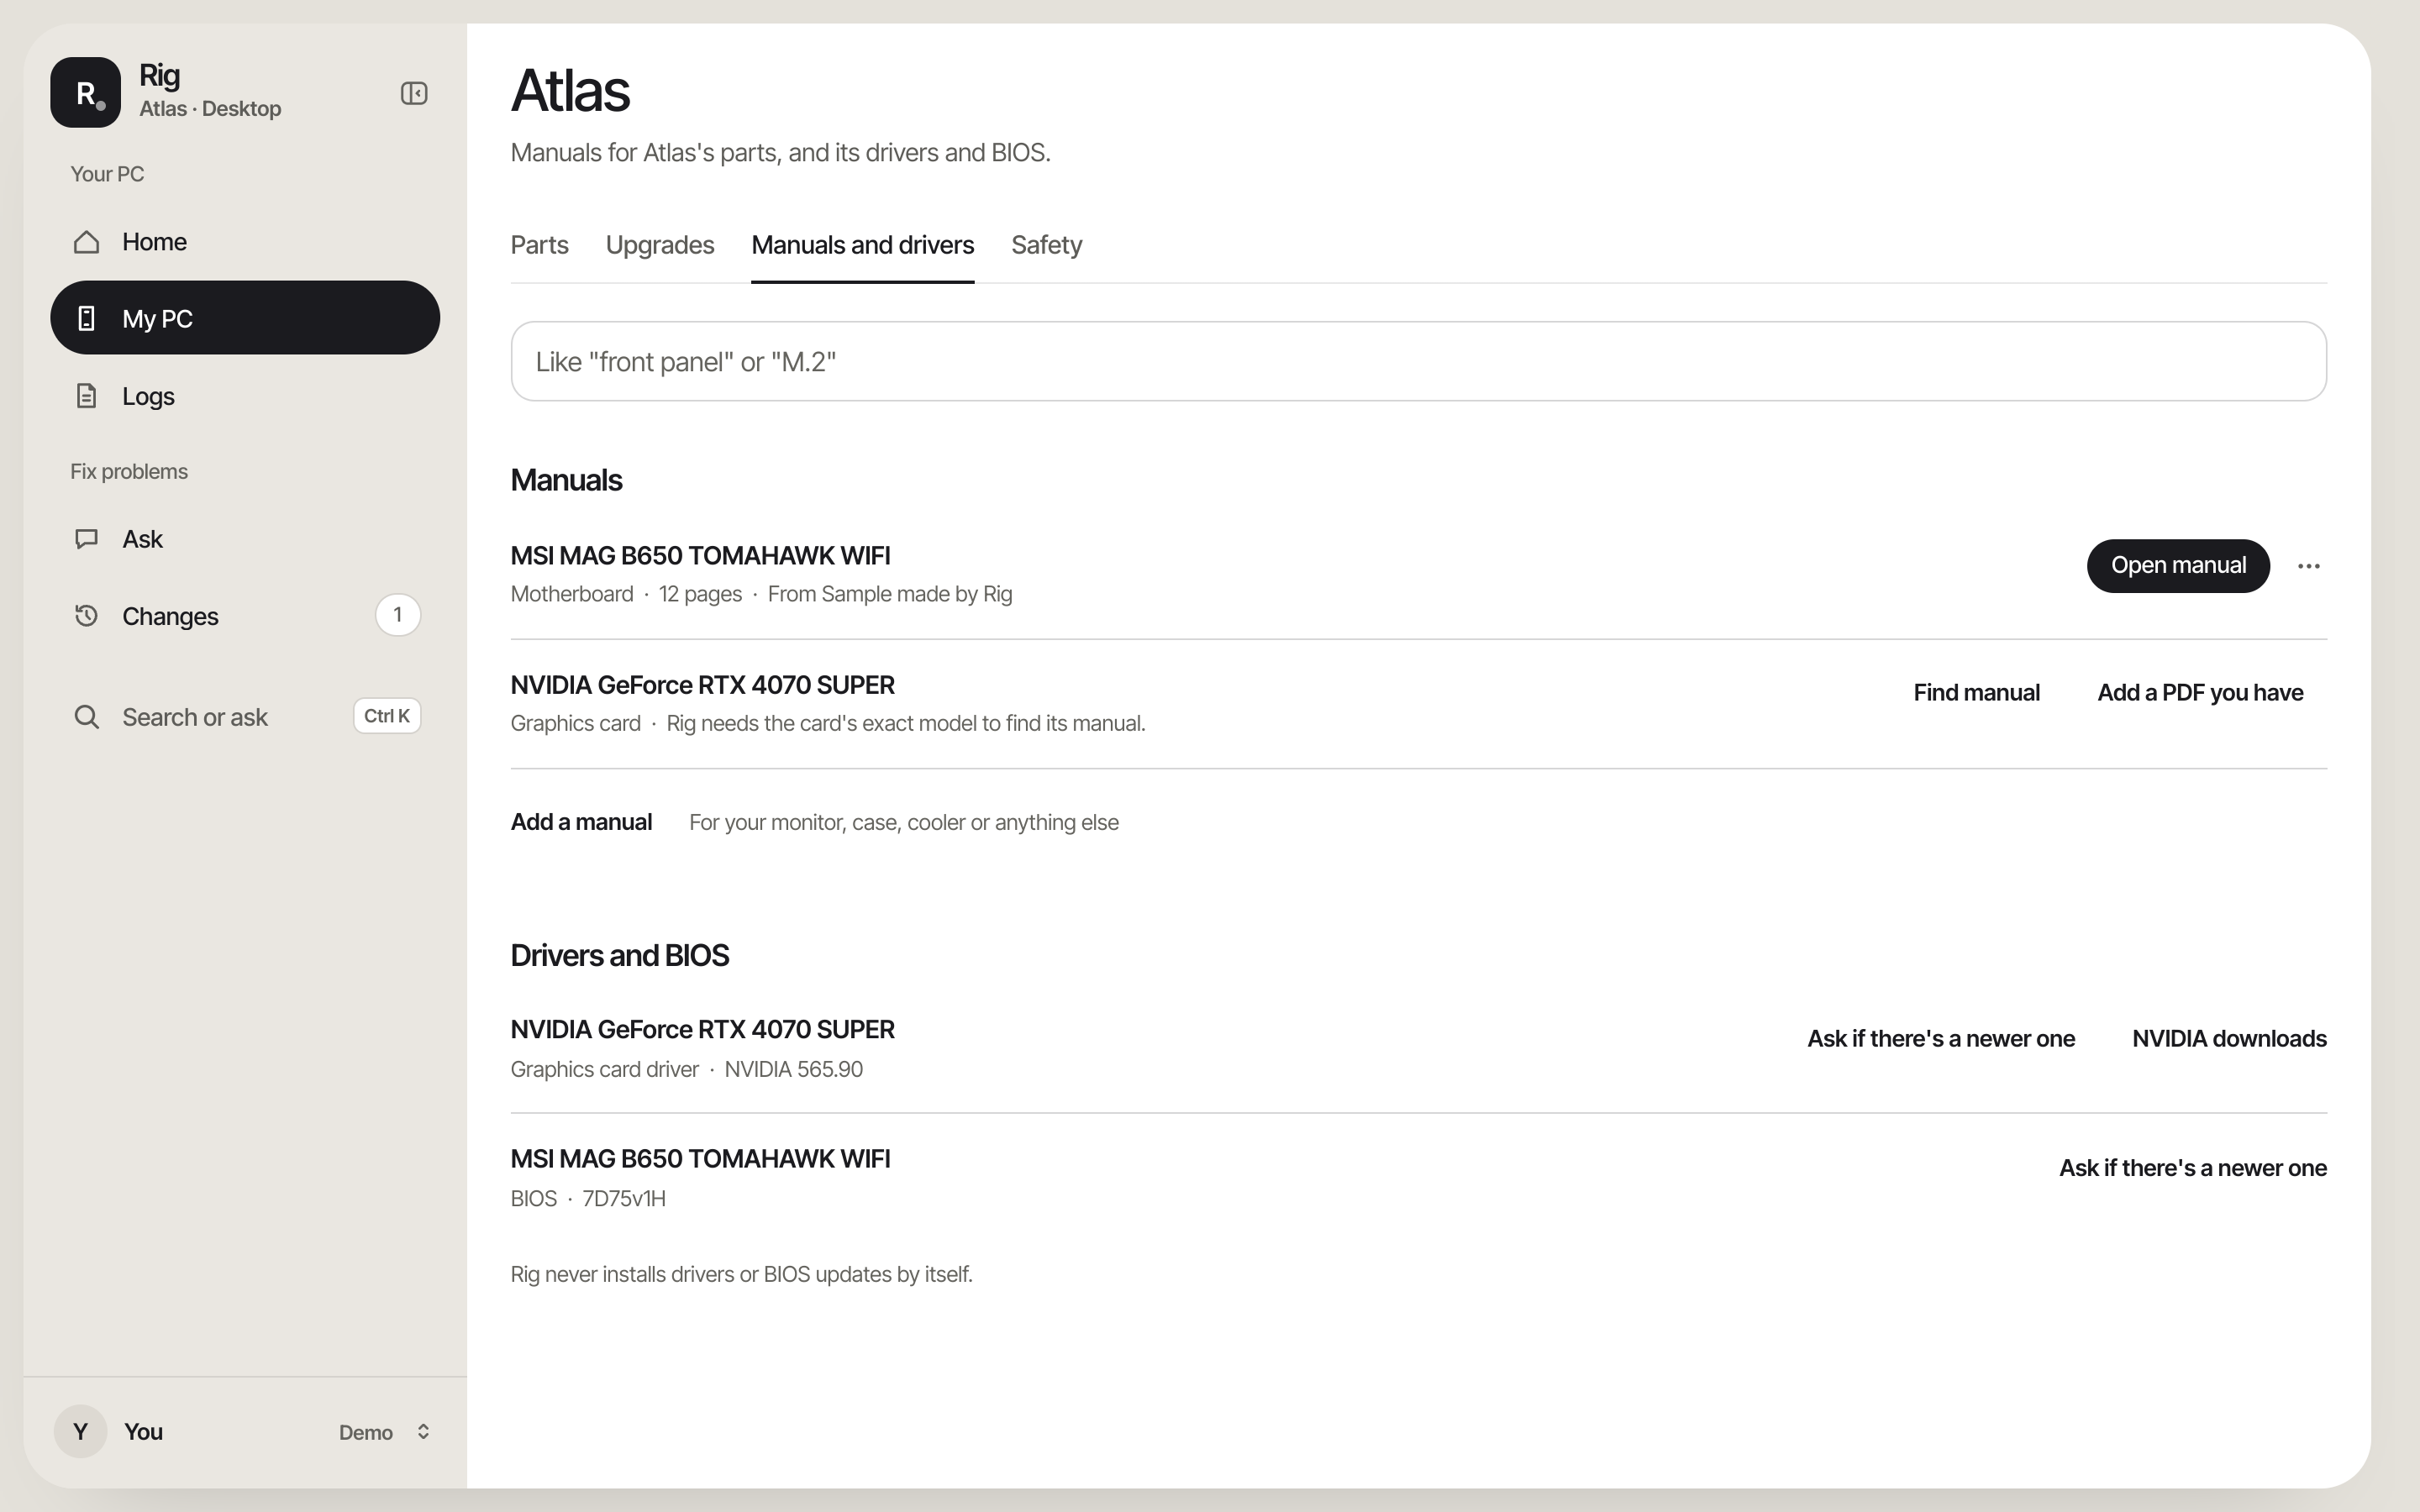 R.
Rig
Atlas · Desktop
Your PC
Home
My PC
Logs
Fix problems
Ask
Changes 1
Search or ask Ctrl K
Y You Demo
Atlas
Manuals for Atlas's parts, and its drivers and BIOS.
Parts Upgrades Manuals and drivers Safety
Like "front panel" or "M.2"
Manuals
MSI MAG B650 TOMAHAWK WIFI
Motherboard · 12 pages · From Sample made by Rig
Open manual
NVIDIA GeForce RTX 4070 SUPER
Graphics card · Rig needs the card's exact model to find its manual.
Find manual Add a PDF you have
Add a manual For your monitor, case, cooler or anything else
Drivers and BIOS
NVIDIA GeForce RTX 4070 SUPER
Graphics card driver · NVIDIA 565.90
Ask if there's a newer one NVIDIA downloads
MSI MAG B650 TOMAHAWK WIFI
BIOS · 7D75v1H
Ask if there's a newer one
Rig never installs drivers or BIOS updates by itself.